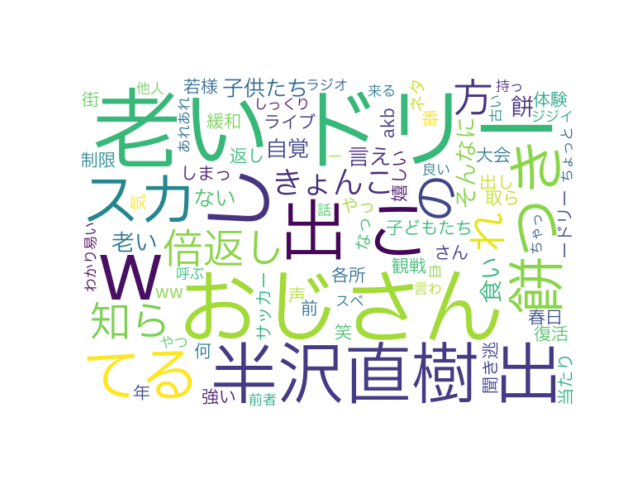 街
他人
若様
子供たち
ラジオ
来る
ネタ
持っ
あれあれ
緩和
しっくり
ライブ
akb
番
方
餅
古い
体験
ジジイ
老い
ドリー
制限
返し
自覚
言え
嬉しい
そんなに
大会
ちょっと
しまっ
きょんこ
ー
良い
出し
取ら
スカ
つ
ない
やっ
の
っき
わかり易い
老い
倍返し
出
こ
なっ
話
子どもたち
れ
ードリー
気
w
呼ぶ
さん
ちゃっ
餅
知ら
ww
おじさん
各所
観戦
血
食い
サッカー
声
前
スベ
言わ
春日
てる
やっ
何
半沢直樹
笑
出
聞き逃
復活
年
強い
前者
当たり